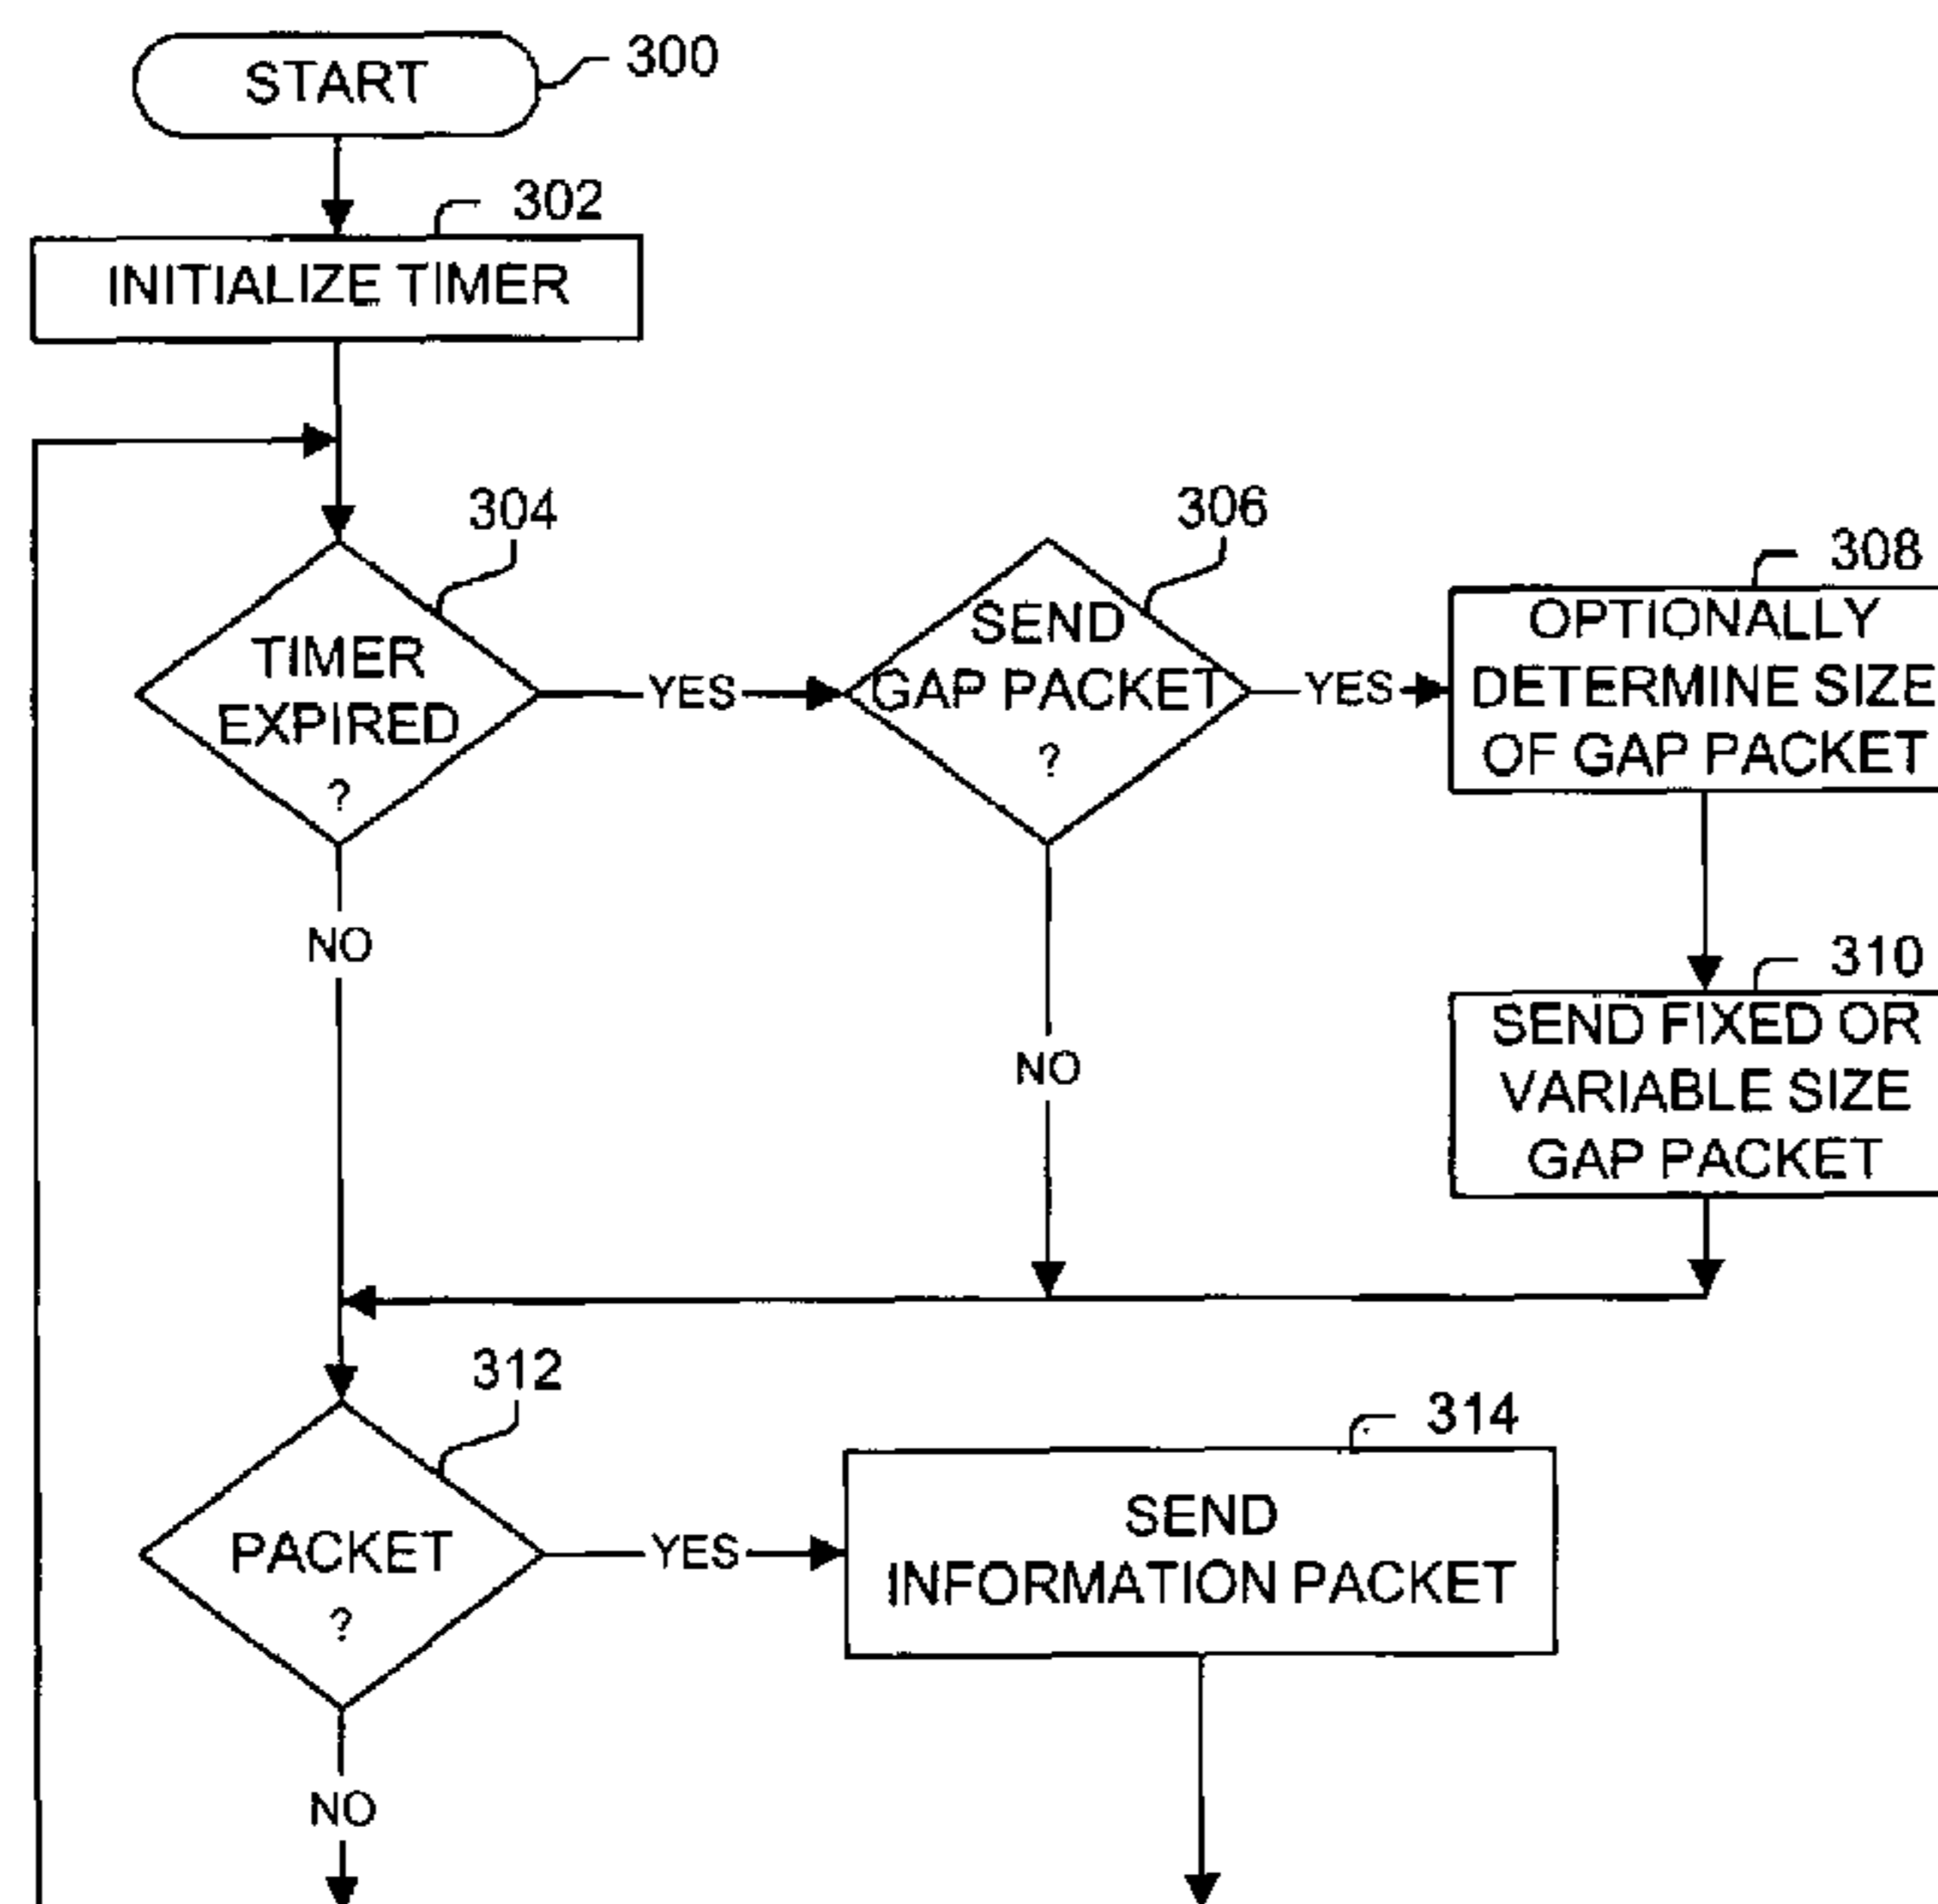 START
300
302
INITIALIZE TIMER
304
TIMER
EXPIRED
?
YES
NO
306
SEND
GAP PACKET
?
YES
NO
308
OPTIONALLY
DETERMINE SIZE
OF GAP PACKET
310
SEND FIXED OR
VARIABLE SIZE
GAP PACKET
312
PACKET
?
YES
NO
314
SEND
INFORMATION PACKET